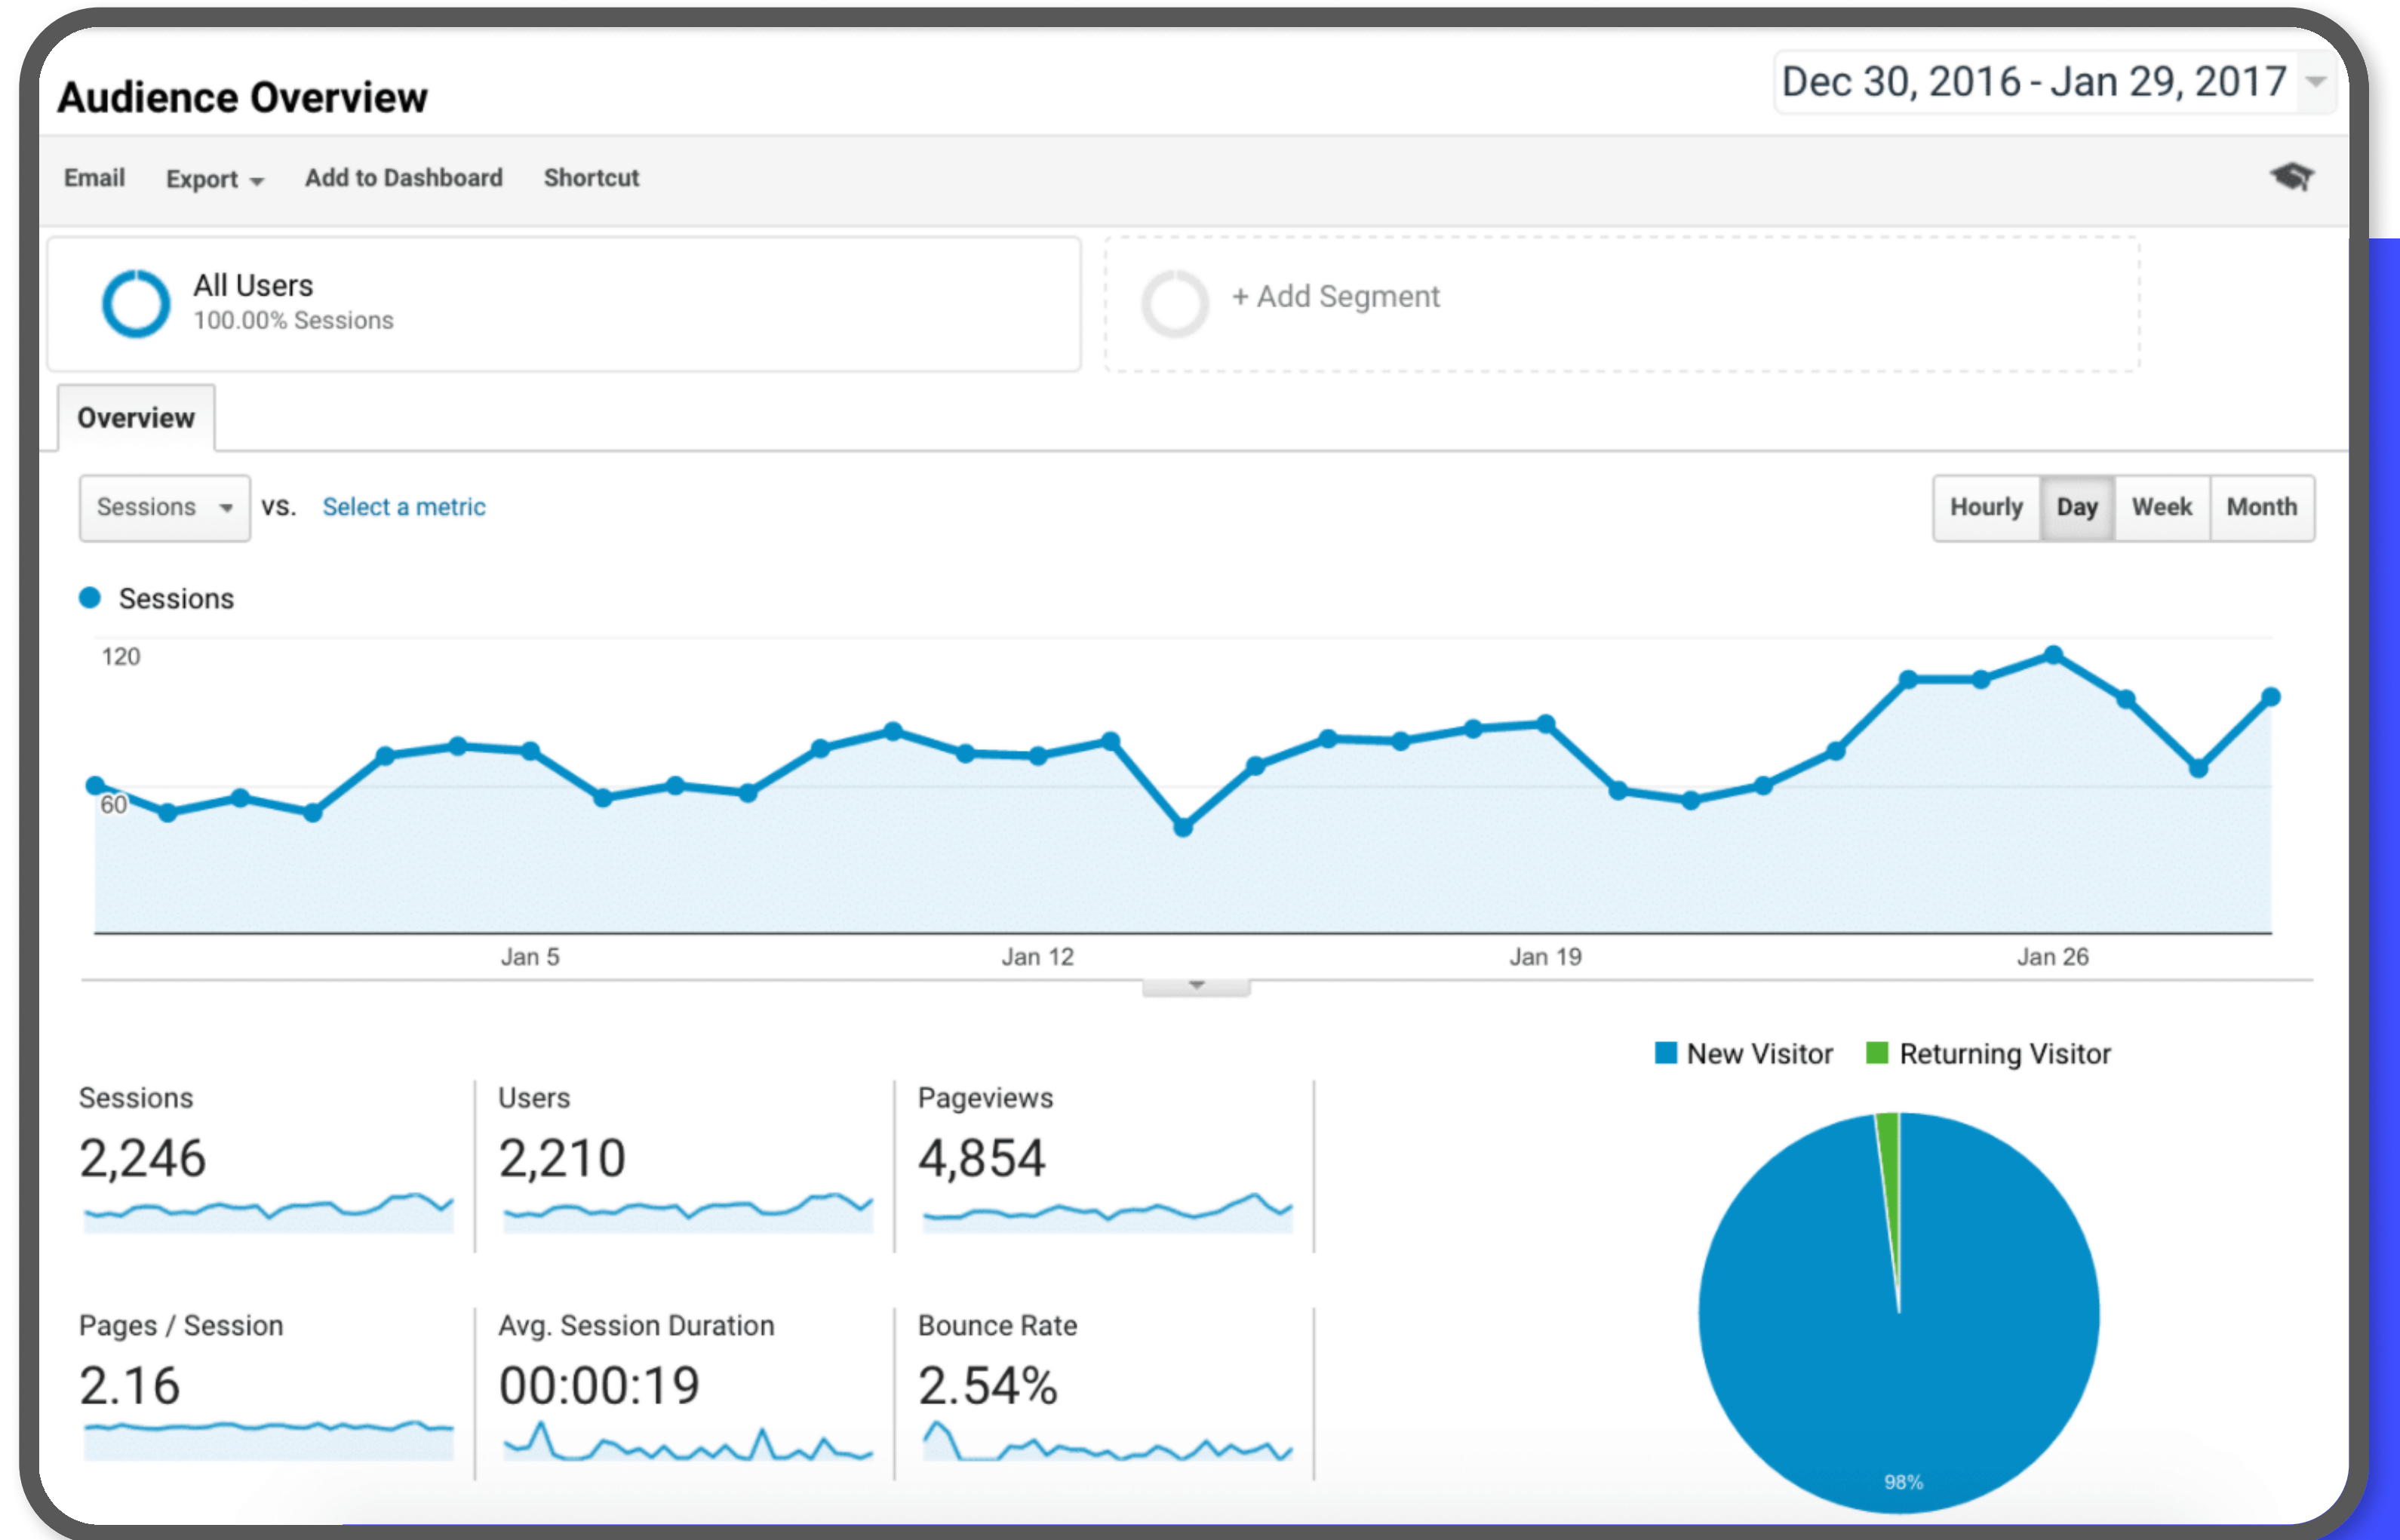 Audience Overview
Dec 30, 2016 - Jan 29, 2017
Email Export Add to Dashboard Shortcut
All Users
100.00% Sessions
+ Add Segment
Overview
Sessions vs. Select a metric
Hourly Day Week Month
Sessions
120
60
Jan 5 Jan 12 Jan 19 Jan 26
New Visitor Returning Visitor
Sessions
2,246
Users
2,210
Pageviews
4,854
Pages / Session
2.16
Avg. Session Duration
00:00:19
Bounce Rate
2.54%
98%